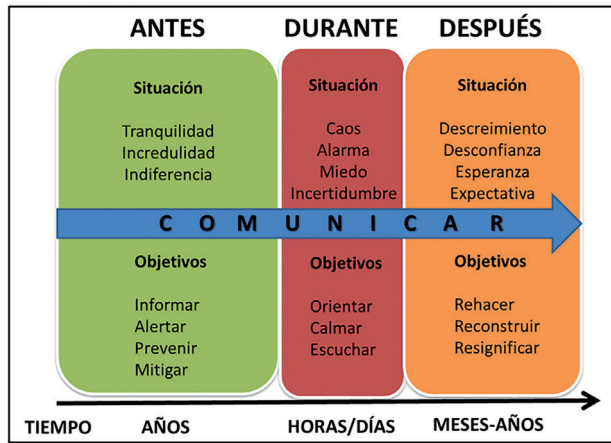 ANTES
Situación
Tranquilidad
Incredulidad
Indiferencia
DURANTE
Situación
Caos
Alarma
Miedo
Incertidumbre
DESPUÉS
Situación
Descreimiento
Desconfianza
Esperanza
Expectativa
COMUNICAR
Objetivos
Informar
Alertar
Prevenir
Mitigar
Objetivos
Orientar
Calmar
Escuchar
Objetivos
Rehacer
Reconstruir
Resignificar
TIEMPO AÑOS HORAS/DÍAS MESES-AÑOS